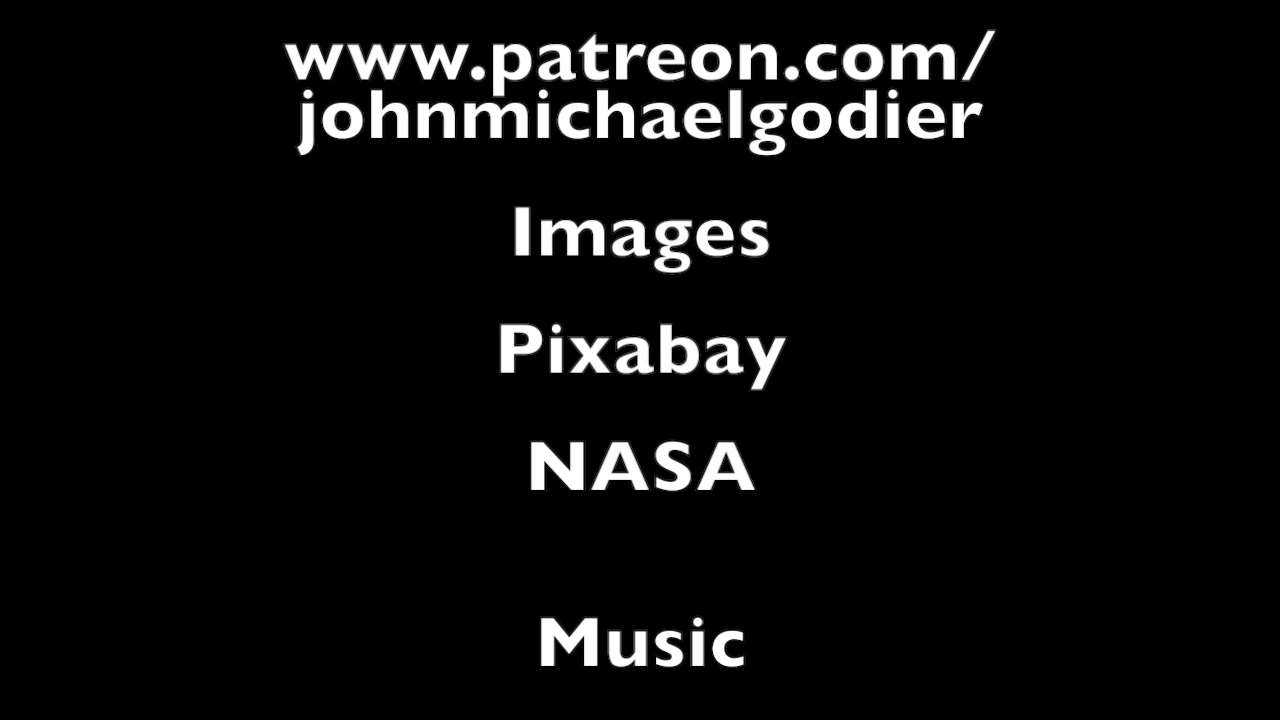 www.patreon.com/
johnmichaelgodier
Images
Pixabay
NASA
Music